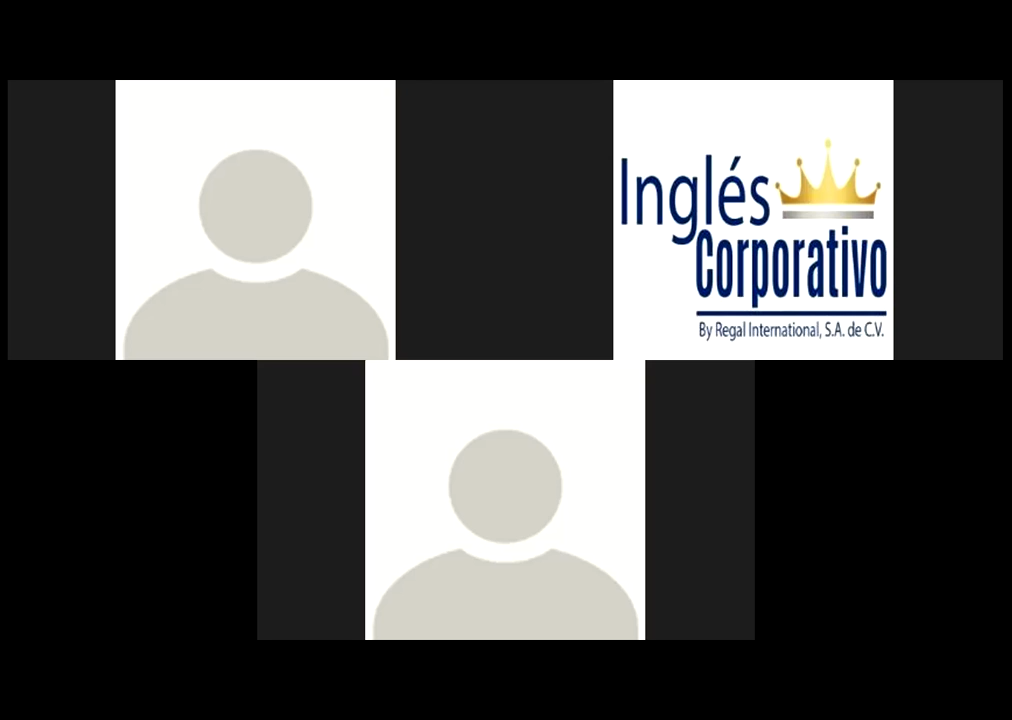 Inglés
Corporativo
By Regal International, S.A. de C.V.